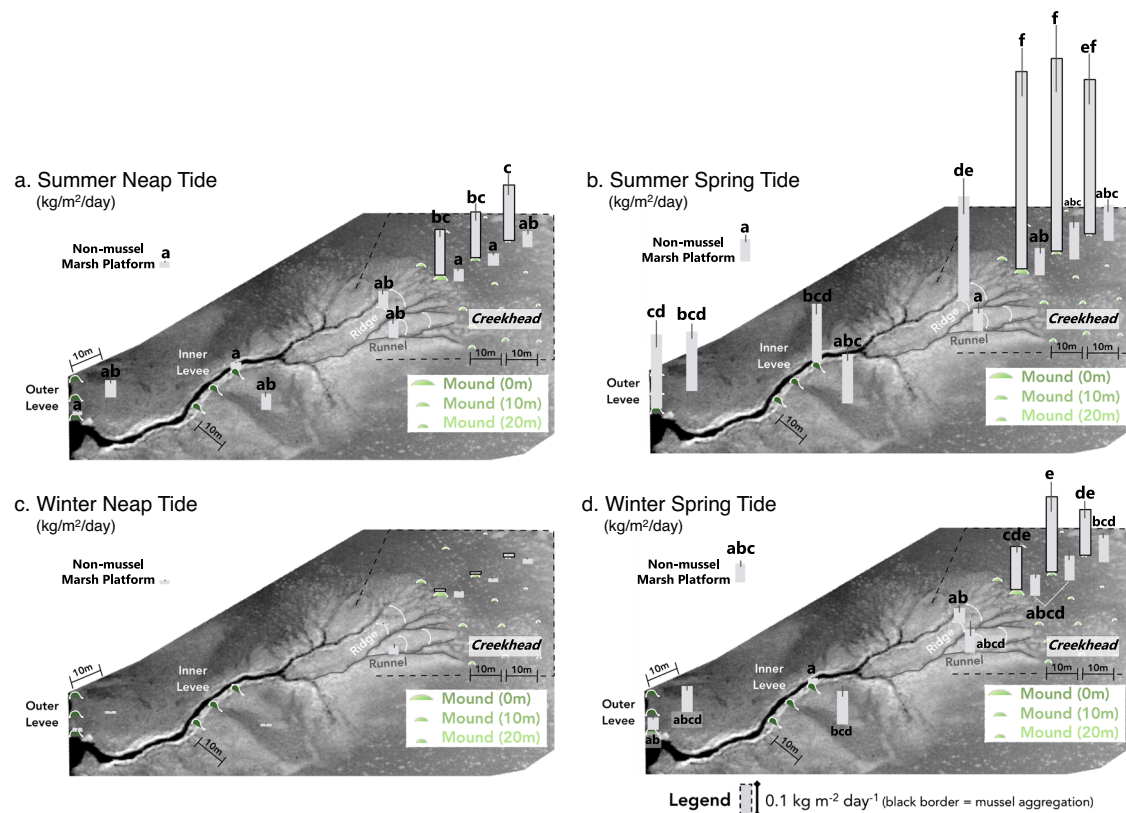 a. Summer Neap Tide
(kg/m²/day)
Non-mussel
Marsh Platform
a
bc
bc
c
a
a
ab
ab
ab
Ridge
Runnel
Creekhead
10m
10m
10m
ab
Outer
Levee
a
Inner
Levee
a
ab
10m
Mound (0m)
Mound (10m)
Mound (20m)
b. Summer Spring Tide
(kg/m²/day)
Non-mussel
Marsh Platform
a
f
f
ef
de
ab
abc
abc
a
Ridge
Runnel
Creekhead
10m
10m
10m
cd
bcd
Outer
Levee
Inner
Levee
bcd
abc
10m
Mound (0m)
Mound (10m)
Mound (20m)
c. Winter Neap Tide
(kg/m²/day)
Non-mussel
Marsh Platform
Ridge
Runnel
Creekhead
10m
10m
10m
Outer
Levee
Inner
Levee
10m
Mound (0m)
Mound (10m)
Mound (20m)
d. Winter Spring Tide
(kg/m²/day)
Non-mussel
Marsh Platform
abc
cde
e
de
bcd
abcd
ab
abcd
Ridge
Runnel
Creekhead
10m
10m
10m
Outer
Levee
ab
abcd
Inner
Levee
a
bcd
10m
Mound (0m)
Mound (10m)
Mound (20m)
Legend 0.1 kg m⁻² day⁻¹ (black border = mussel aggregation)